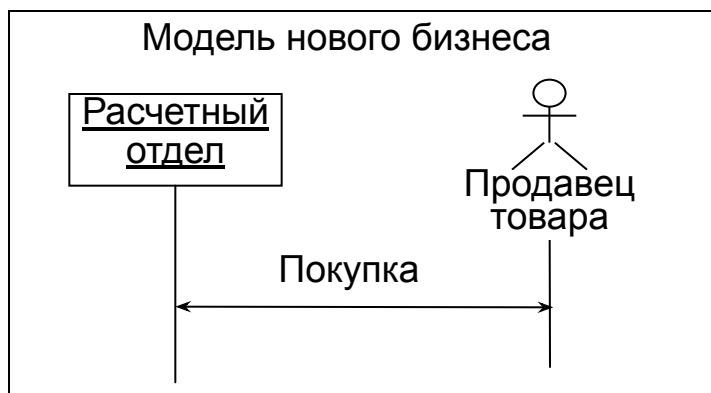 Модель нового бизнеса
Расчетный
отдел
Продавец
товара
Покупка